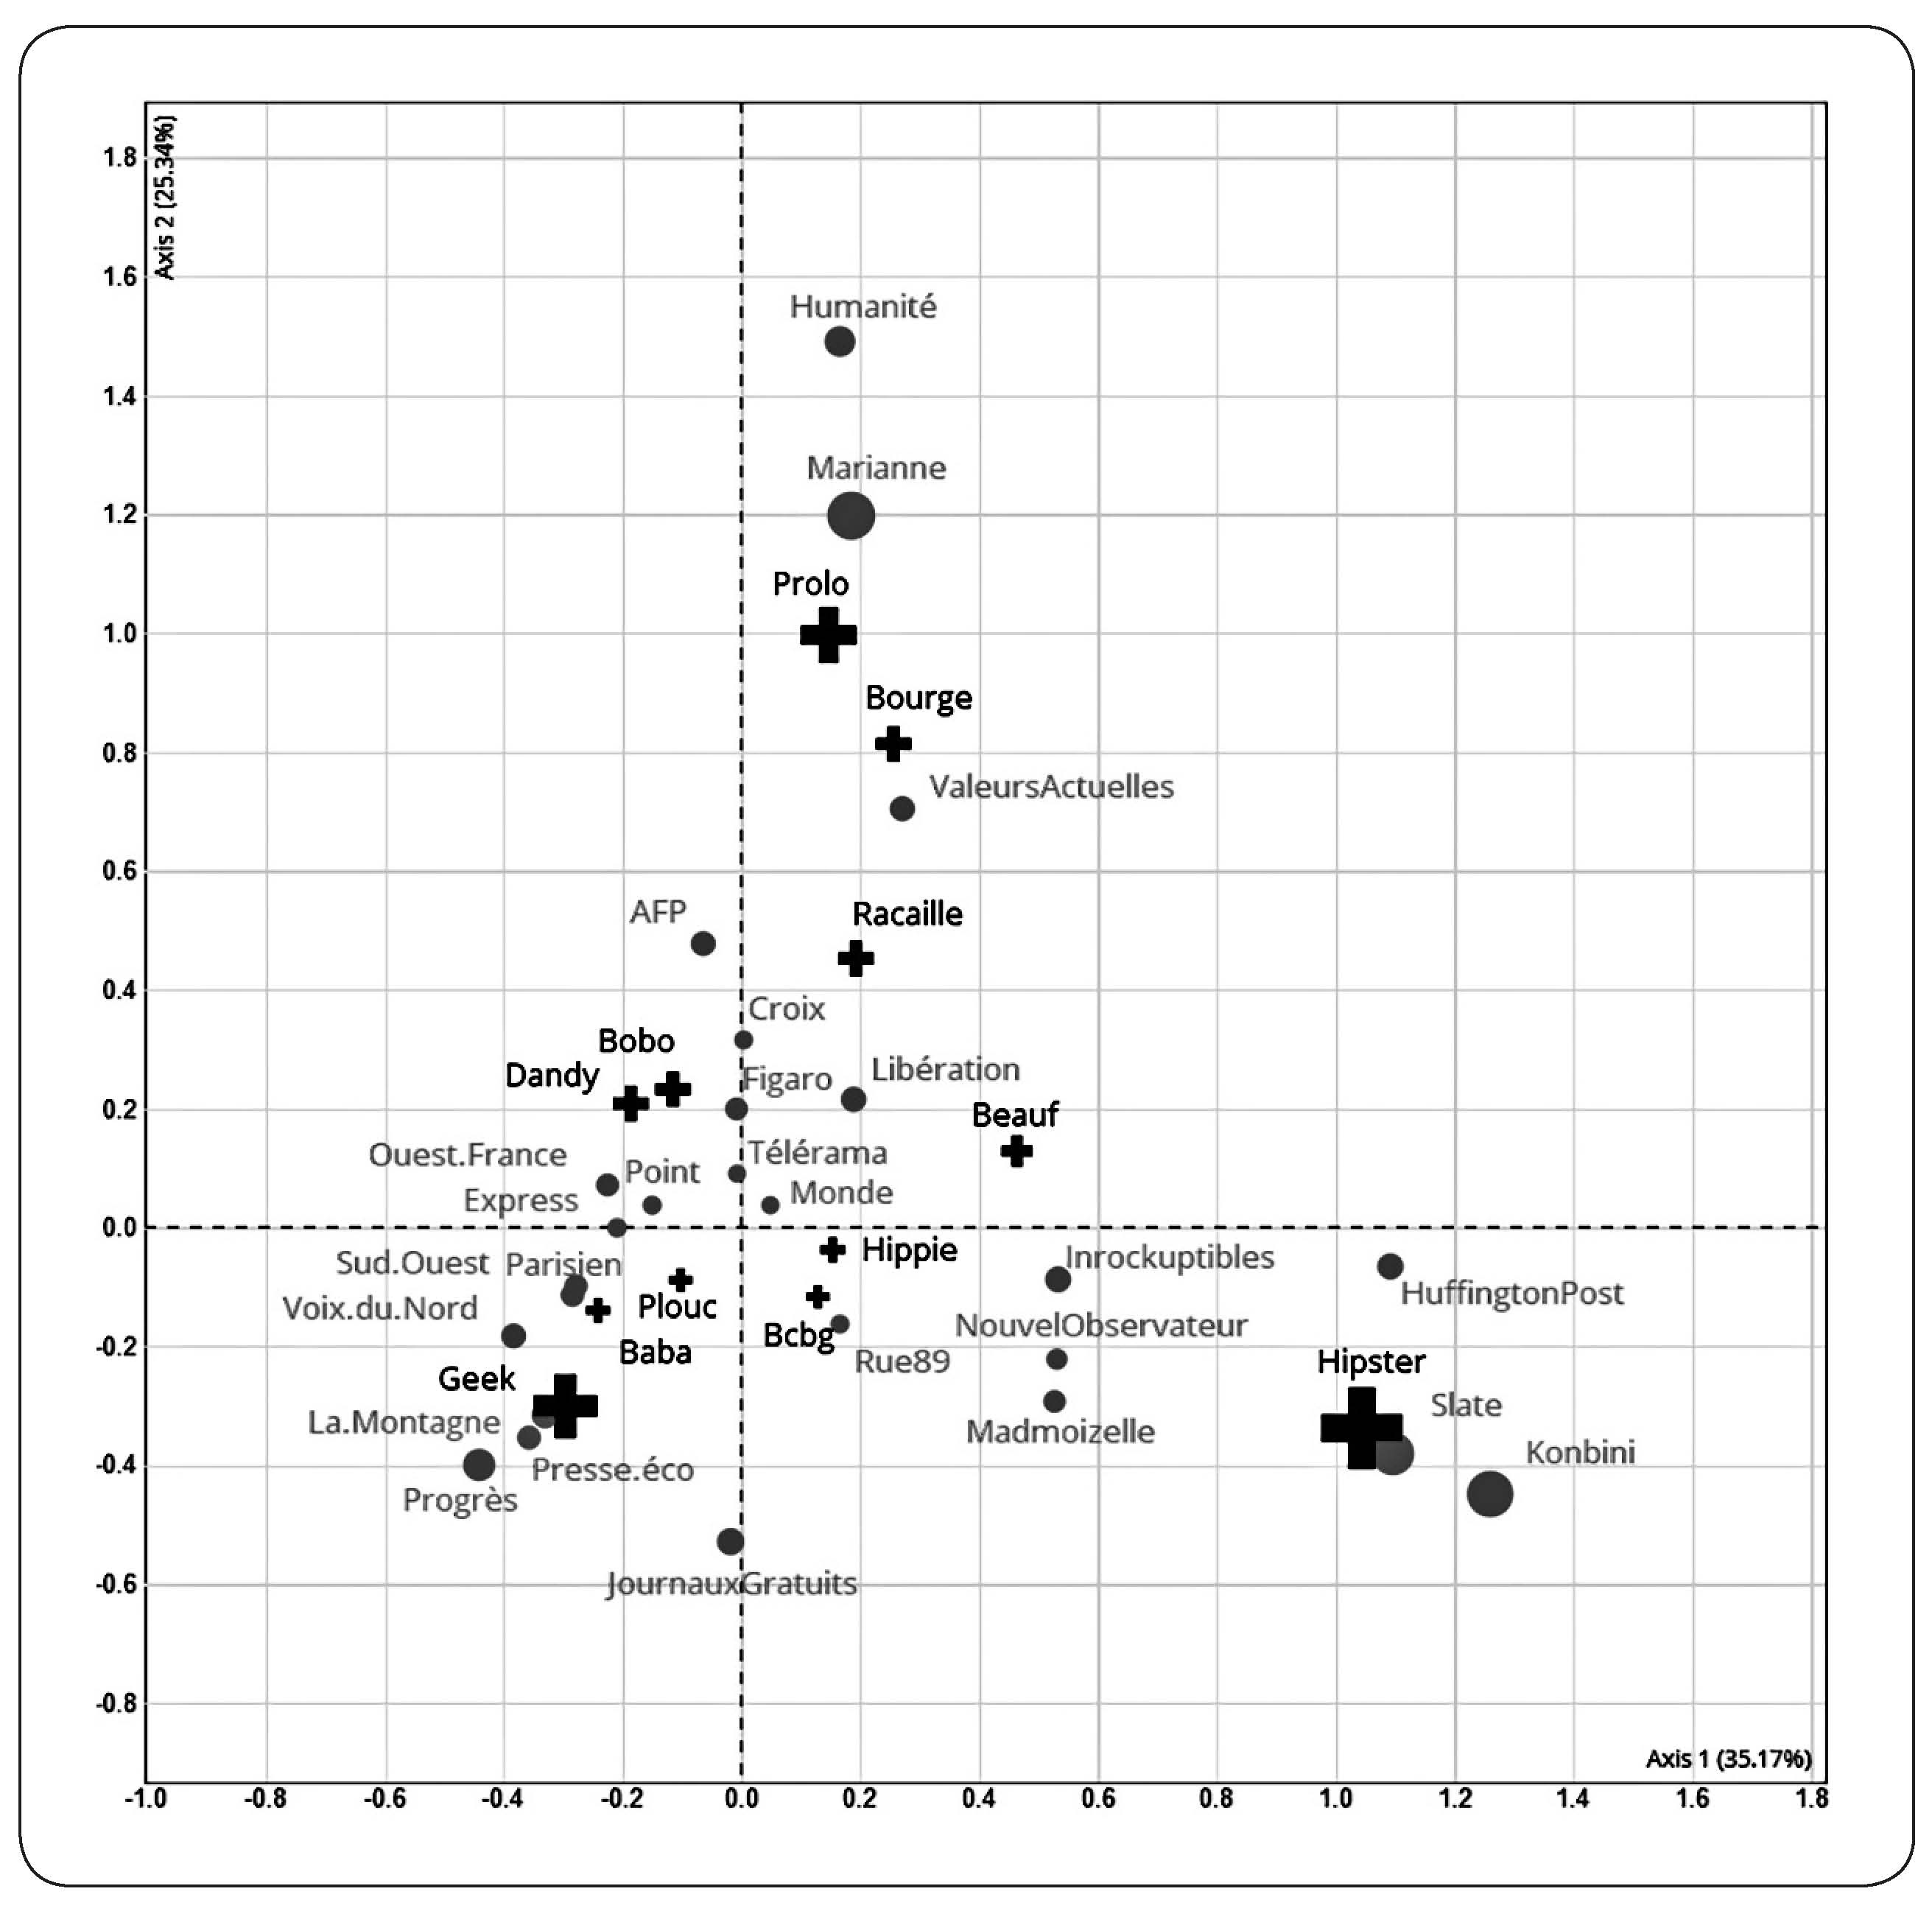 Axis 2 (25.34%)
1.8
1.6
1.4
1.2
1.0
0.8
0.6
0.4
0.2
0.0
-0.2
-0.4
-0.6
-0.8
Humanité
Marianne
Prolo
Bourge
ValeursActuelles
AFP
Racaille
Croix
Bobo
Dandy
Figaro
Libération
Beauf
Ouest.France
Point
Télérama
Express
Monde
Sud.Ouest
Parisien
Hippie
Inrockuptibles
Voix.du.Nord
Plouc
HuffingtonPost
Baba
Bcbg
NouvelObservateur
Rue89
Hipster
Geek
Slate
La.Montagne
Madmoizelle
Konbini
Presse.éco
Progrès
JournauxGratuits
Axis 1 (35.17%)
-1.0 -0.8 -0.6 -0.4 -0.2 0.0 0.2 0.4 0.6 0.8 1.0 1.2 1.4 1.6 1.8